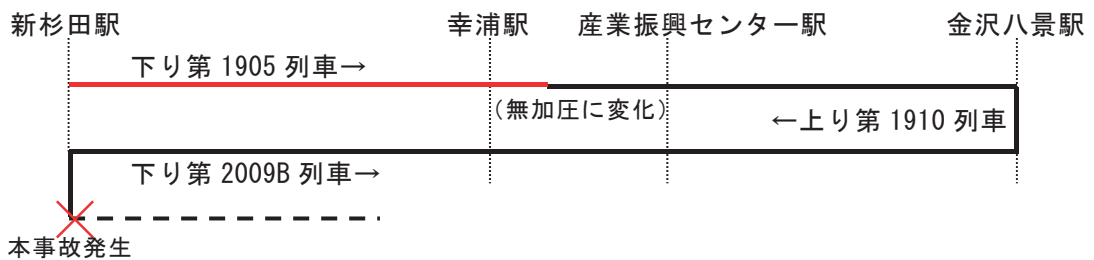 新杉田駅 幸浦駅 産業振興センター駅 金沢八景駅
下り第 1905 列車→
（無加圧に変化）
←上り第 1910 列車
下り第 2009B 列車→
本事故発生